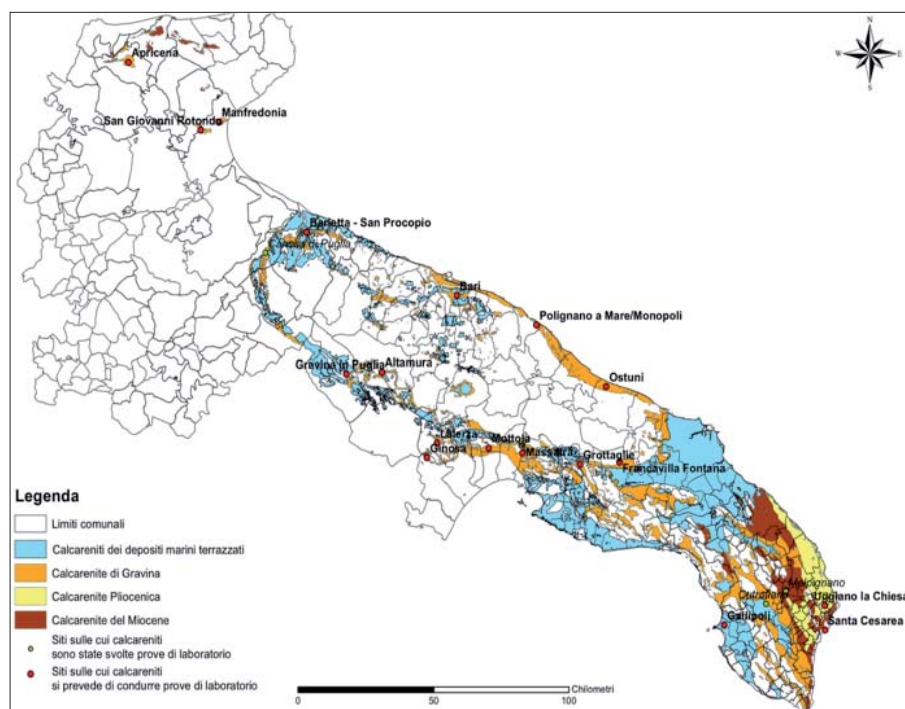 N
W
E
S
Apricena
Manfredonia
San Giovanni Rotondo
Barletta - San Procopio
Canosa di Puglia
Bari
Polignano a Mare/Monopoli
Gravina in Puglia
Altamura
Ostuni
Laterza
Mottola
Ginosa
Massafra
Grottaglie
Francavilla Fontana
Melpignano
Cutrofiano
Uggiano la Chiesa
Gallipoli
Santa Cesarea
Legenda
Limiti comunali
Calcareniti dei depositi marini terrazzati
Calcarenite di Gravina
Calcarenite Pliocenica
Calcarenite del Miocene
Siti sulle cui calcareniti
sono state svolte prove di laboratorio
Siti sulle cui calcareniti
si prevede di condurre prove di laboratorio
Chilometri
0 50 100